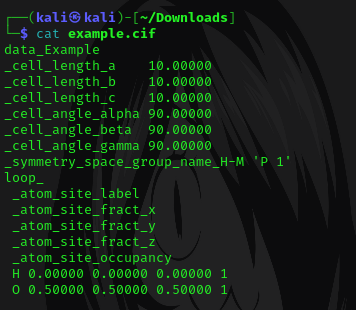 ┌──(kali㉿kali)-[~/Downloads]
└─$ cat example.cif
data_Example
_cell_length_a    10.00000
_cell_length_b    10.00000
_cell_length_c    10.00000
_cell_angle_alpha 90.00000
_cell_angle_beta  90.00000
_cell_angle_gamma 90.00000
_symmetry_space_group_name_H-M 'P 1'
loop_
 _atom_site_label
 _atom_site_fract_x
 _atom_site_fract_y
 _atom_site_fract_z
 _atom_site_occupancy
 H 0.00000 0.00000 0.00000 1
 O 0.50000 0.50000 0.50000 1